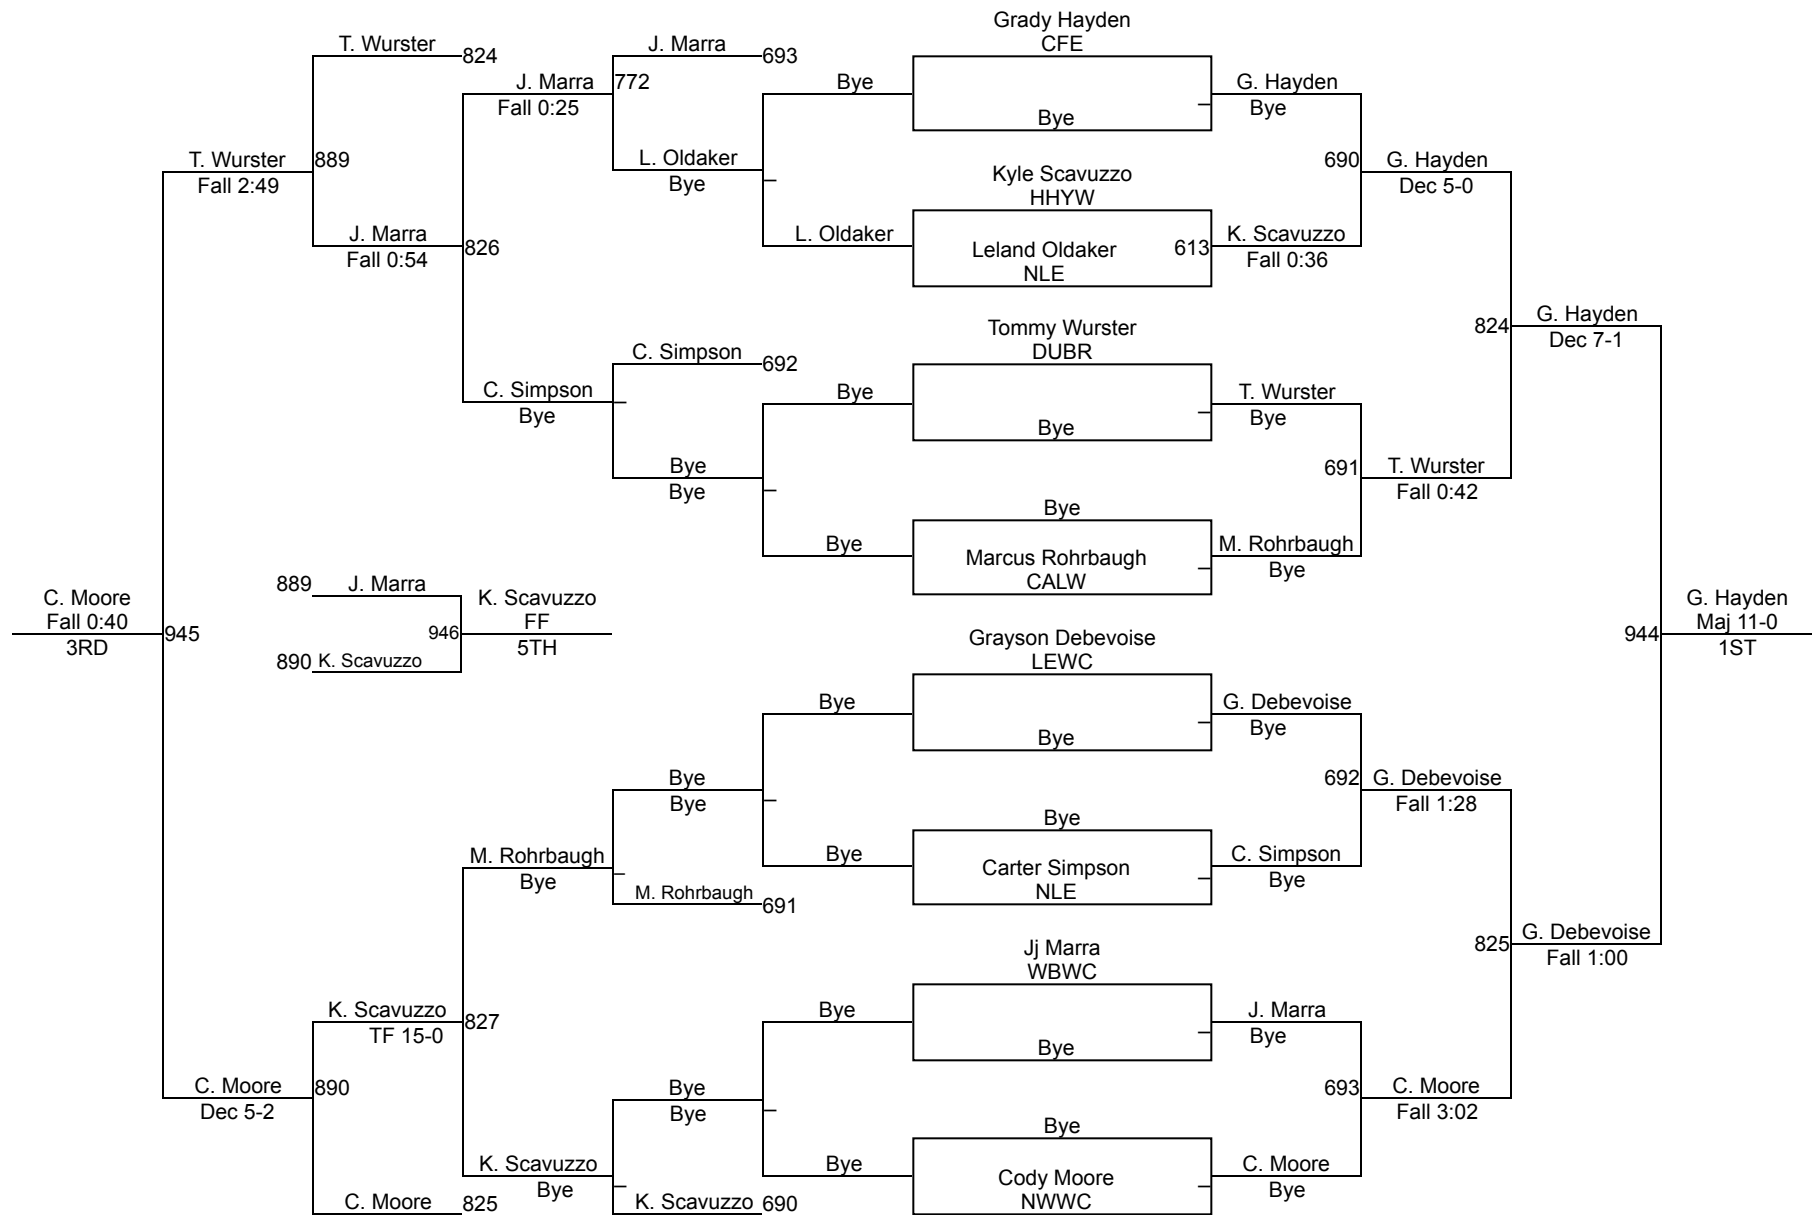 Grady Hayden
CFE
Bye
Kyle Scavuzzo
HHYW
Leland Oldaker
NLE
613
Tommy Wurster
DUBR
Bye
Bye
Marcus Rohrbaugh
CALW
Grayson Debevoise
LEWC
Bye
Bye
Carter Simpson
NLE
Jj Marra
WBWC
Bye
Bye
Cody Moore
NWWC
G. Hayden
Bye
690
K. Scavuzzo
Fall 0:36
T. Wurster
Bye
691
M. Rohrbaugh
Bye
G. Debevoise
Bye
692
C. Simpson
Bye
J. Marra
Bye
693
C. Moore
Bye
G. Hayden
Dec 5-0
824
T. Wurster
Fall 0:42
G. Debevoise
Fall 1:28
825
C. Moore
Fall 3:02
G. Hayden
Dec 7-1
944
G. Debevoise
Fall 1:00
G. Hayden
Maj 11-0
1ST
Bye
L. Oldaker
Bye
Bye
Bye
Bye
Bye
Bye
J. Marra
693
772
L. Oldaker
Bye
C. Simpson
692
Bye
Bye
Bye
Bye
M. Rohrbaugh
691
Bye
Bye
K. Scavuzzo
690
J. Marra
Fall 0:25
826
C. Simpson
Bye
M. Rohrbaugh
Bye
827
K. Scavuzzo
Bye
T. Wurster
824
889
J. Marra
Fall 0:54
K. Scavuzzo
TF 15-0
890
C. Moore
825
T. Wurster
Fall 2:49
945
C. Moore
Dec 5-2
C. Moore
Fall 0:40
3RD
889
J. Marra
946
890
K. Scavuzzo
K. Scavuzzo
FF
5TH